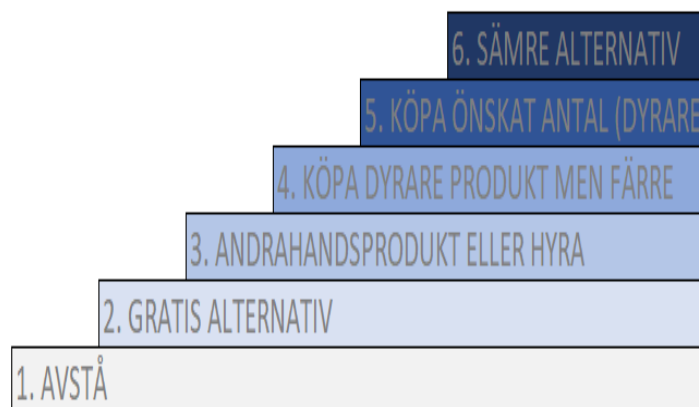 6. SÄMRE ALTERNATIV
5. KÖPA ÖNSKAT ANTAL (DYRARE
4. KÖPA DYRARE PRODUKT MEN FÄRRE
3. ANDRAHANDSPRODUKT ELLER HYRA
2. GRATIS ALTERNATIV
1. AVSTÅ